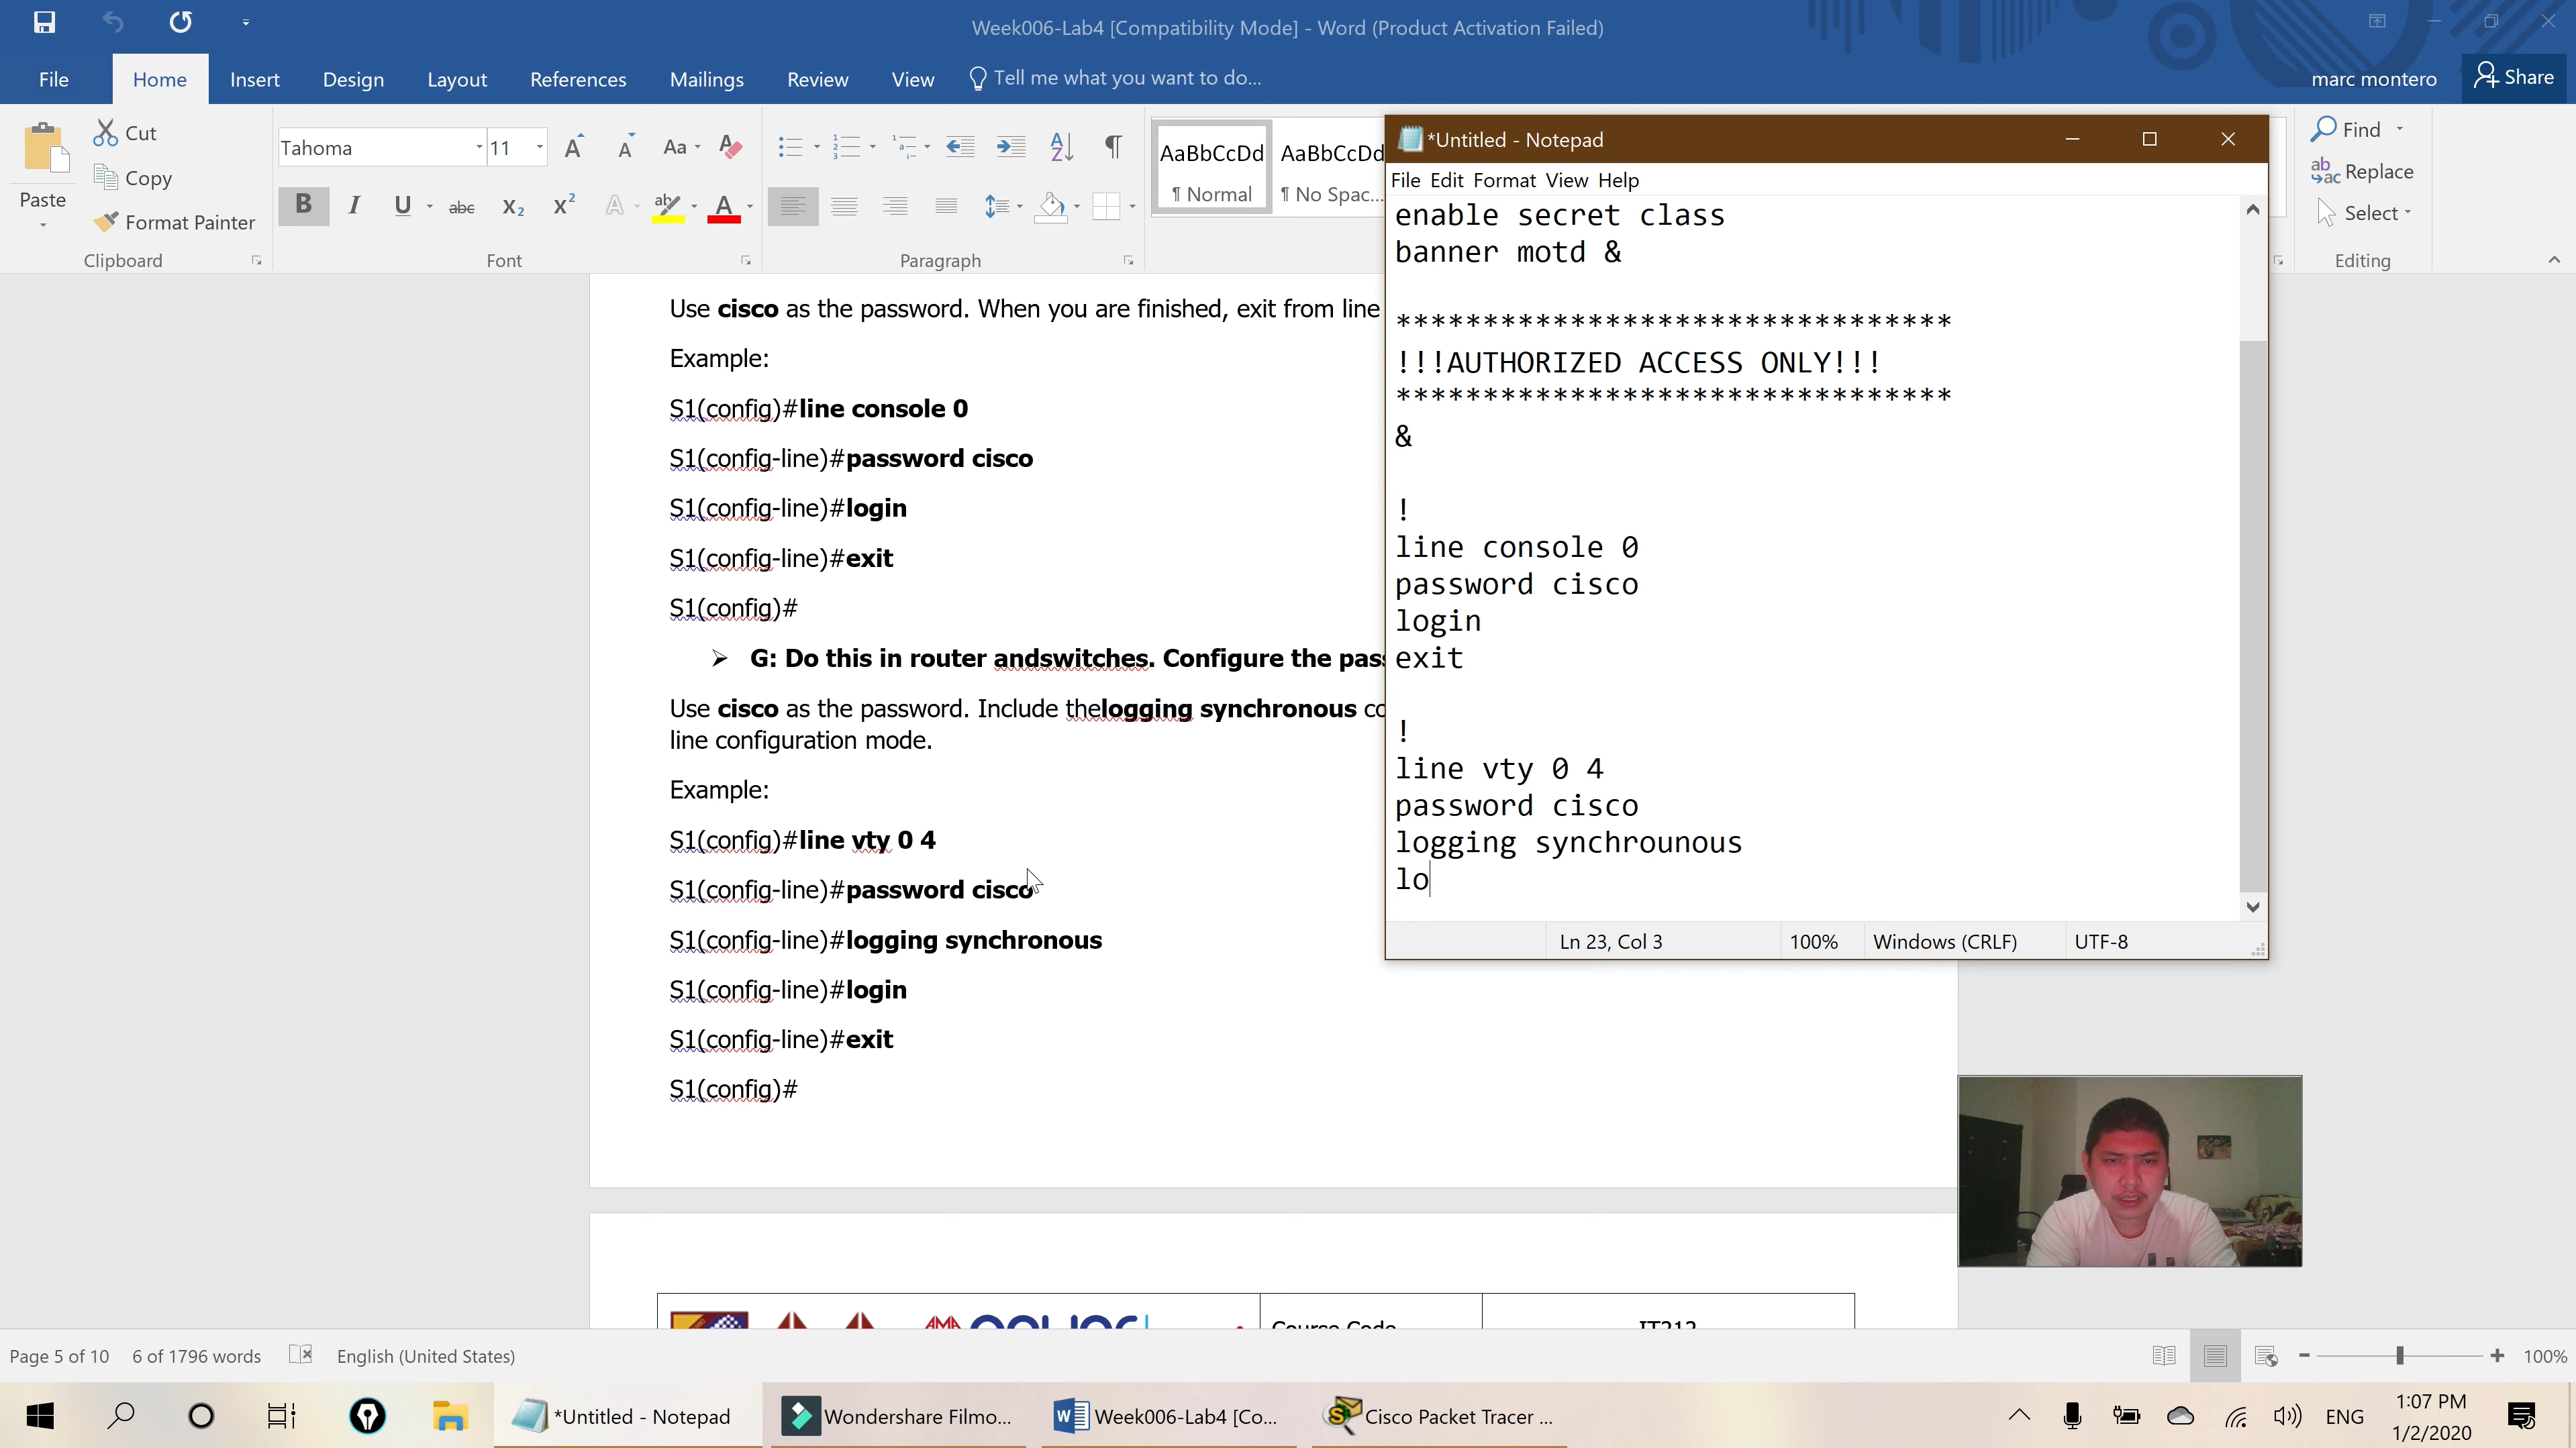 Week006-Lab4 [Compatibility Mode] - Word (Product Activation Failed)
File Home Insert Design Layout References Mailings Review View Tell me what you want to do...
marc montero Share
Paste
Cut
Copy
Format Painter
Clipboard
Tahoma 11
Font
Paragraph
AaBbCcDd AaBbCcDd
¶ Normal ¶ No Spac...
Find
Replace
Select
Editing
Use cisco as the password. When you are finished, exit from line
Example:
S1(config)#line console 0
S1(config-line)#password cisco
S1(config-line)#login
S1(config-line)#exit
S1(config)#
G: Do this in router andswitches. Configure the pass
Use cisco as the password. Include thelogging synchronous co
line configuration mode.
Example:
S1(config)#line vty 0 4
S1(config-line)#password cisco
S1(config-line)#logging synchronous
S1(config-line)#login
S1(config-line)#exit
S1(config)#
*Untitled - Notepad
File Edit Format View Help
enable secret class
banner motd &
********************************
!!!AUTHORIZED ACCESS ONLY!!!
********************************
&
!
line console 0
password cisco
login
exit
!
line vty 0 4
password cisco
logging synchrounous
lo
Ln 23, Col 3 100% Windows (CRLF) UTF-8
Course Code IT212
Page 5 of 10 6 of 1796 words English (United States) 100%
*Untitled - Notepad Wondershare Filmo... Week006-Lab4 [Co... Cisco Packet Tracer ... ENG
1:07 PM
1/2/2020